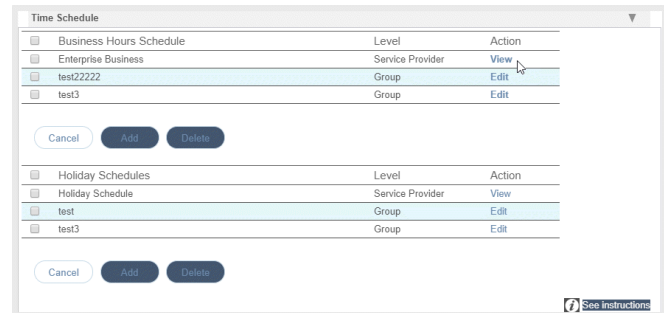 Time Schedule
Business Hours Schedule Level Action
Enterprise Business Service Provider View
test22222 Group Edit
test3 Group Edit
Cancel Add Delete
Holiday Schedules Level Action
Holiday Schedule Service Provider View
test Group Edit
test3 Group Edit
Cancel Add Delete
i See instructions